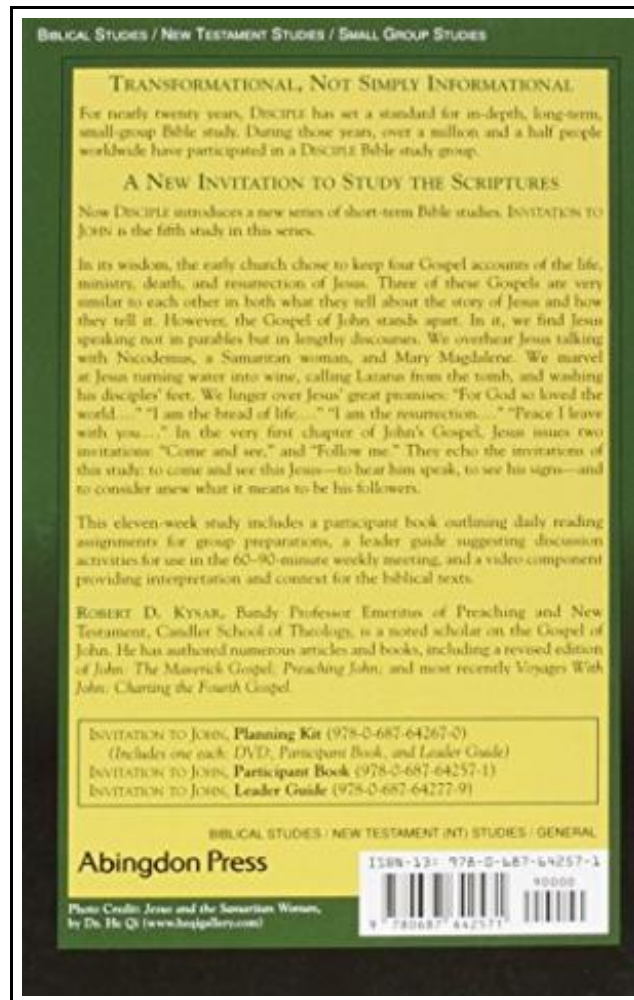 BIBLICAL STUDIES / NEW TESTAMENT STUDIES / SMALL GROUP STUDIES
TRANSFORMATIONAL, NOT SIMPLY INFORMATIONAL
For nearly twenty years, DISCIPLE has set a standard for in-depth, long-term,
small-group Bible study. During those years, over a million and a half people
worldwide have participated in a DISCIPLE Bible study group.
A NEW INVITATION TO STUDY THE SCRIPTURES
Now DISCIPLE introduces a new series of short-term Bible studies. INVITATION TO
JOHN is the fifth study in this series.
In its wisdom, the early church chose to keep four Gospel accounts of the life,
ministry, death, and resurrection of Jesus. Three of these Gospels are very
similar to each other in both what they tell about the story of Jesus and how
they tell it. However, the Gospel of John stands apart. In it, we find Jesus
speaking not in parables but in lengthy discourses. We overhear Jesus talking
with Nicodemus, a Samaritan woman, and Mary Magdalene. We marvel
at Jesus turning water into wine, calling Lazarus from the tomb, and washing
his disciples' feet. We linger over Jesus' great promises: "For God so loved the
world…." "I am the bread of life…." "I am the resurrection…." "Peace I leave
with you…." In the very first chapter of John's Gospel, Jesus issues two
invitations: "Come and see," and "Follow me." They echo the invitations of
this study: to come and see this Jesus—to hear him speak, to see his signs—and
to consider anew what it means to be his followers.
This eleven-week study includes a participant book outlining daily reading
assignments for group preparations, a leader guide suggesting discussion
activities for use in the 60–90-minute weekly meeting, and a video component
providing interpretation and context for the biblical texts.
ROBERT D. KYSAR, Bandy Professor Emeritus of Preaching and New
Testament, Candler School of Theology, is a noted scholar on the Gospel of
John. He has authored numerous articles and books, including a revised edition
of John: The Maverick Gospel; Preaching John; and most recently Voyages With
John: Charting the Fourth Gospel.
INVITATION TO JOHN, Planning Kit (978-0-687-64267-0)
(Includes one each: DVD, Participant Book, and Leader Guide)
INVITATION TO JOHN, Participant Book (978-0-687-64257-1)
INVITATION TO JOHN, Leader Guide (978-0-687-64277-9)
BIBLICAL STUDIES / NEW TESTAMENT (NT) STUDIES / GENERAL
Abingdon Press
ISBN-13: 978-0-687-64257-1
90000
9 780687 642571
Photo Credit: Jesus and the Samaritan Woman,
by Dr. He Qi (www.heqigallery.com)